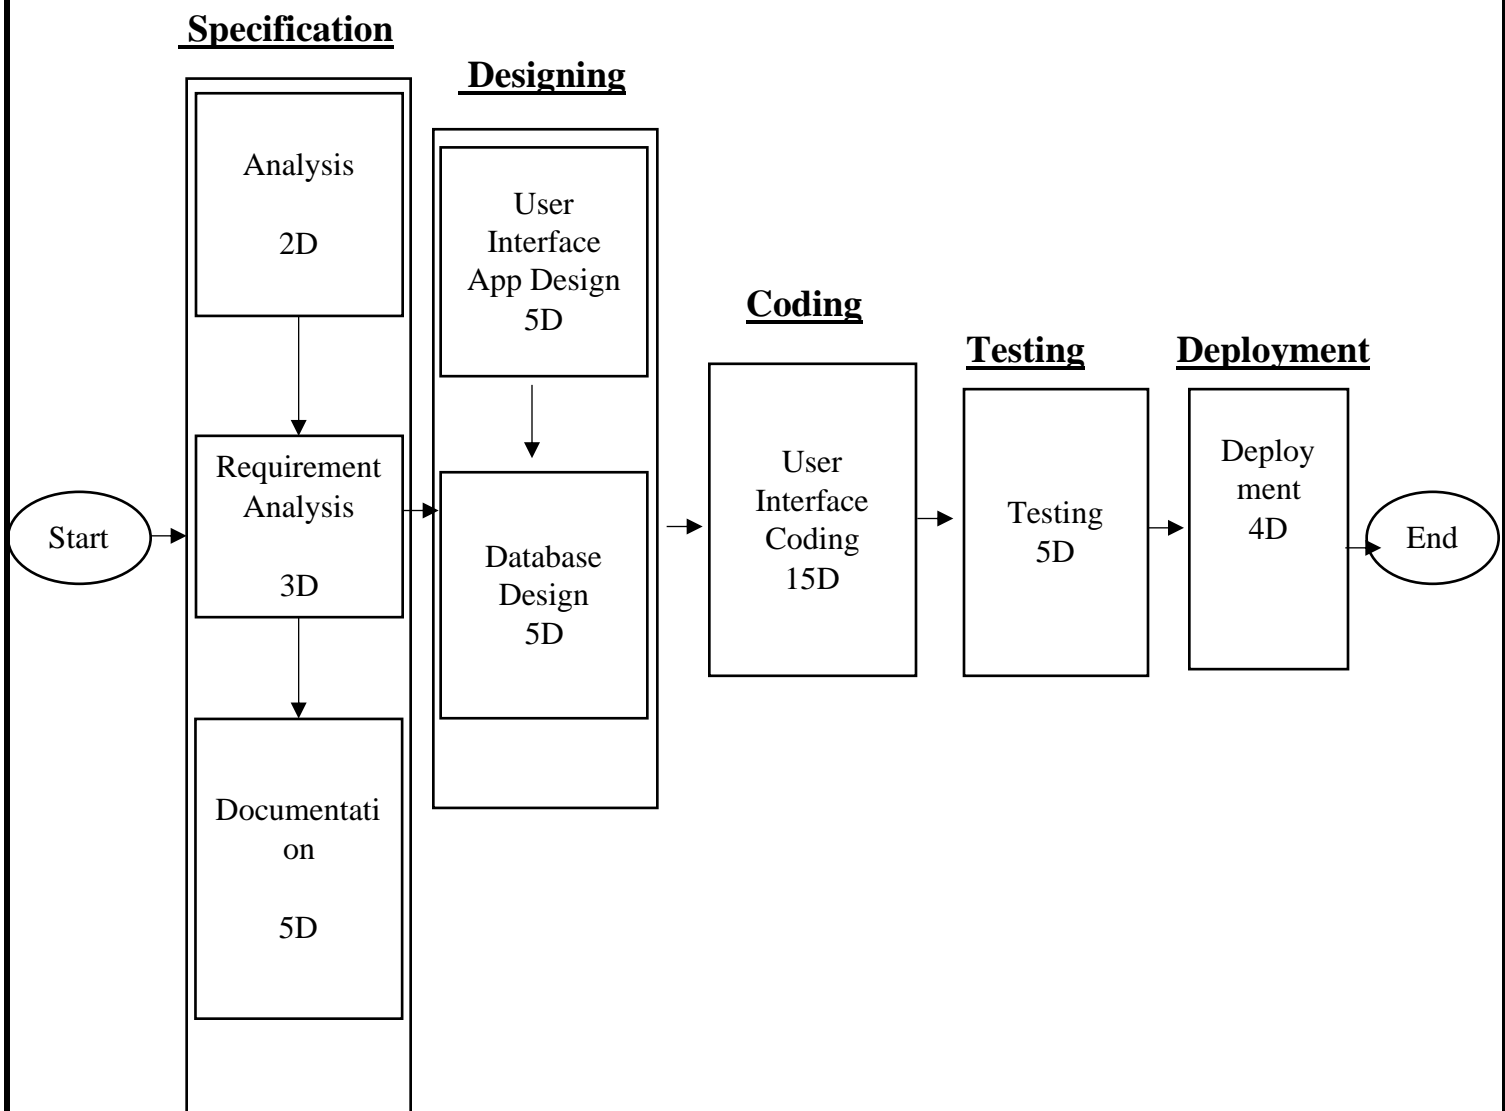 Specification
Designing
Analysis
2D
User
Interface
App Design
5D
Coding
Testing
Deployment
Requirement
Analysis
3D
Start
Database
Design
5D
User
Interface
Coding
15D
Testing
5D
Deploy
ment
4D
End
Documentati
on
5D